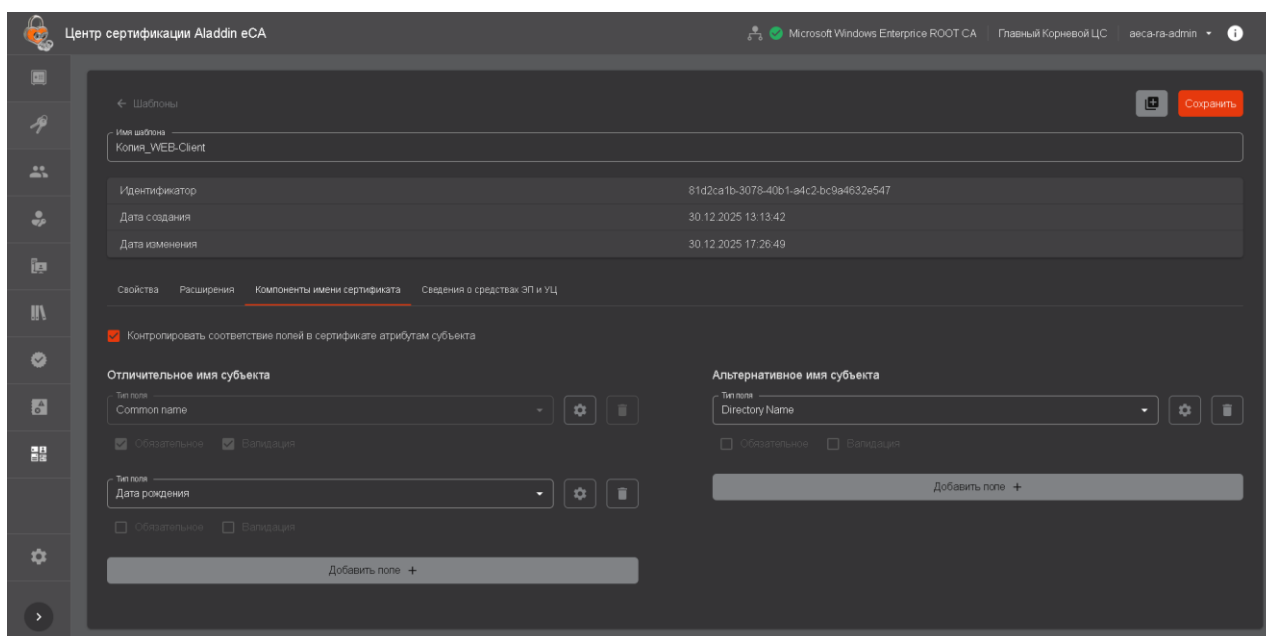 Центр сертификации Aladdin eCA
Microsoft Windows Enterprice ROOT CA
Главный Корневой ЦС
aeca-ra-admin
Шаблоны
Сохранить
Имя шаблона
Копия_WEB-Client
Идентификатор 81d2ca1b-3078-40b1-a4c2-bc9a4632e547
Дата создания 30.12.2025 13:13:42
Дата изменения 30.12.2025 17:26:49
Свойства Расширения Компоненты имени сертификата Сведения о средствах ЭП и УЦ
Контролировать соответствие полей в сертификате атрибутам субъекта
Отличительное имя субъекта
Тип поля
Common name
Обязательное Валидация
Тип поля
Дата рождения
Обязательное Валидация
Добавить поле +
Альтернативное имя субъекта
Тип поля
Directory Name
Обязательное Валидация
Добавить поле +